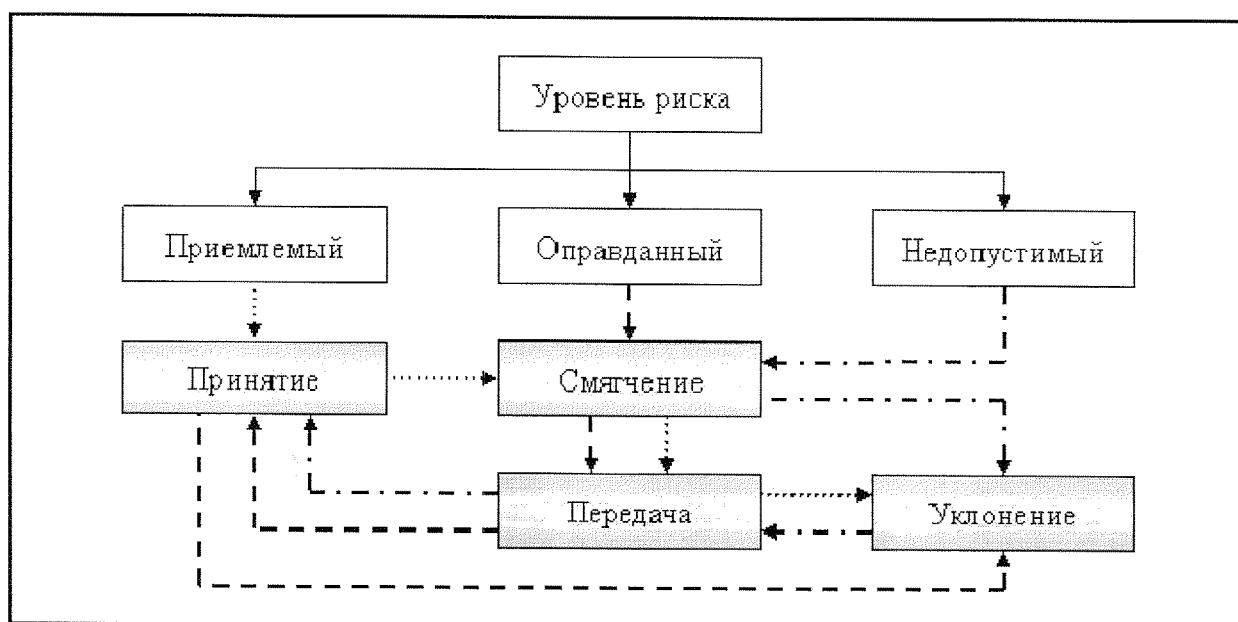 Уровень риска
Приемлемый
Оправданный
Недопустимый
Принятие
Смягчение
Передача
Уклонение